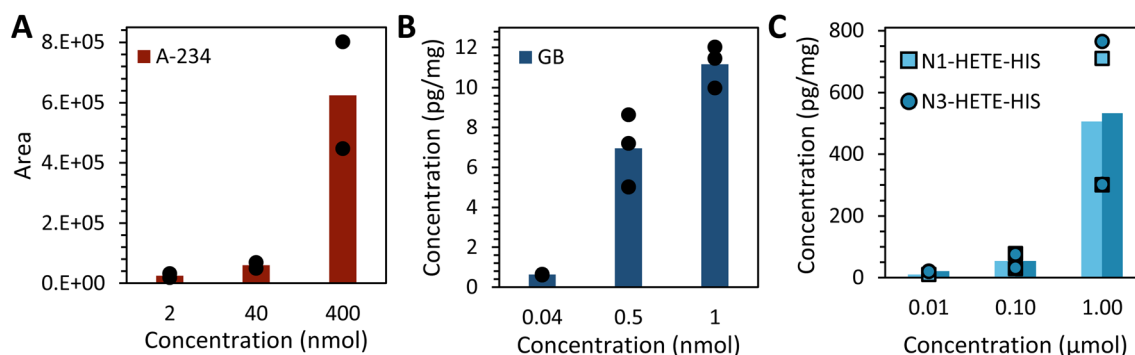 A
8.E+05
6.E+05
4.E+05
2.E+05
0.E+00
Area
A-234
2 40 400
Concentration (nmol)
B
12
10
8
6
4
2
0
Concentration (pg/mg)
GB
0.04 0.5 1
Concentration (nmol)
C
800
600
400
200
0
Concentration (pg/mg)
N1-HETE-HIS
N3-HETE-HIS
0.01 0.10 1.00
Concentration (μmol)